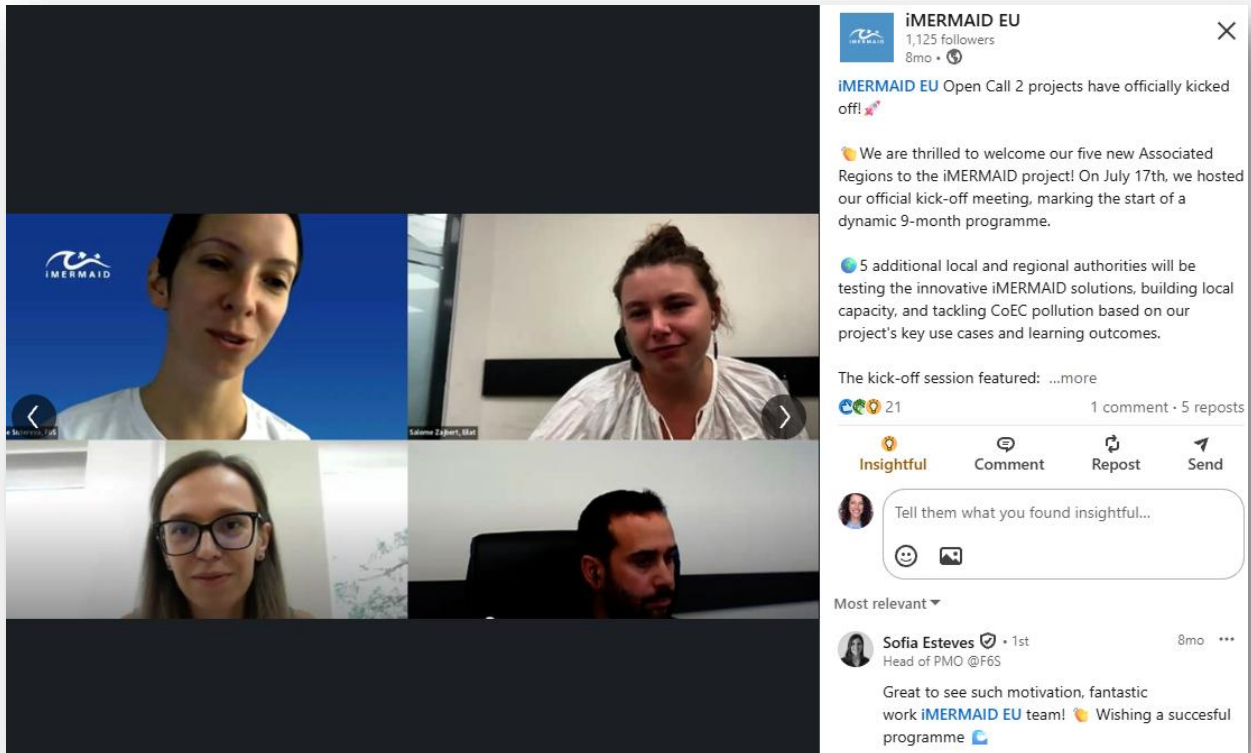 iMERMAID
Salome Zajbert, Eilat
iMERMAID
iMERMAID EU
1,125 followers
8mo •
iMERMAID EU Open Call 2 projects have officially kicked
off! 🚀
👏 We are thrilled to welcome our five new Associated
Regions to the iMERMAID project! On July 17th, we hosted
our official kick-off meeting, marking the start of a
dynamic 9-month programme.
🌍 5 additional local and regional authorities will be
testing the innovative iMERMAID solutions, building local
capacity, and tackling CoEC pollution based on our
project's key use cases and learning outcomes.
The kick-off session featured: ...more
21
1 comment • 5 reposts
Insightful Comment Repost Send
Tell them what you found insightful...
Most relevant
Sofia Esteves • 1st
8mo •••
Head of PMO @F6S
Great to see such motivation, fantastic
work iMERMAID EU team! 👏 Wishing a succesful
programme 🌊